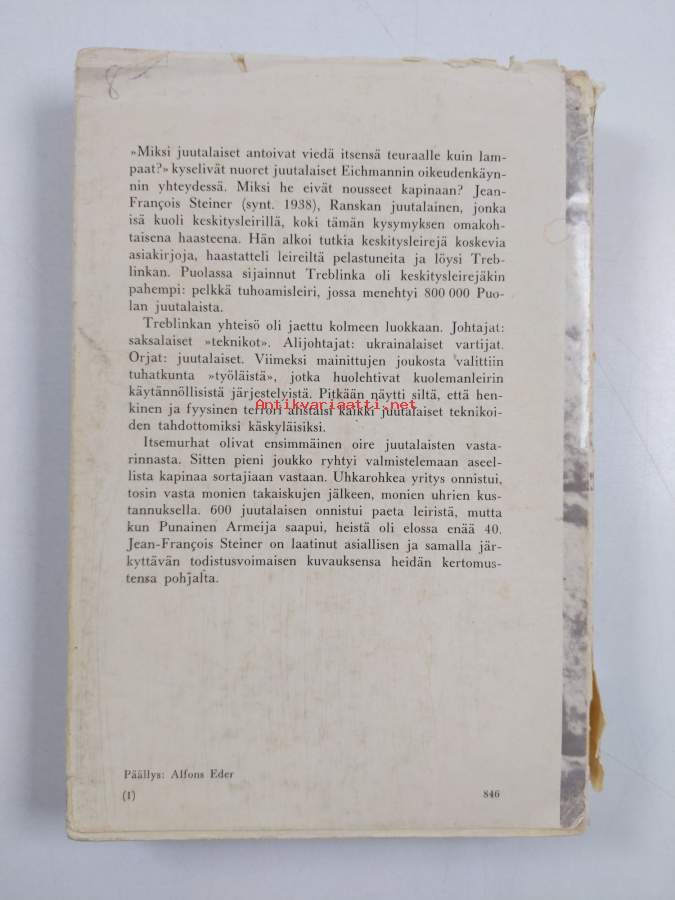 »Miksi juutalaiset antoivat viedä itsensä teuraalle kuin lam-
paat?» kyselivät nuoret juutalaiset Eichmannin oikeudenkäyn-
nin yhteydessä. Miksi he eivät nousseet kapinaan? Jean-
François Steiner (synt. 1938), Ranskan juutalainen, jonka
isä kuoli keskitysleirillä, koki tämän kysymyksen omakoh-
taisena haasteena. Hän alkoi tutkia keskitysleirejä koskevia
asiakirjoja, haastatteli leireiltä pelastuneita ja löysi Treb-
linkan. Puolassa sijainnut Treblinka oli keskitysleirejäkin
pahempi: pelkkä tuhoamisleiri, jossa menehtyi 800 000 Puo-
lan juutalaista.
Treblinkan yhteisö oli jaettu kolmeen luokkaan. Johtajat:
saksalaiset »teknikot». Alijohtajat: ukrainalaiset vartijat.
Orjat: juutalaiset. Viimeksi mainittujen joukosta valittiin
tuhatkunta »työläistä», jotka huolehtivat kuolemanleirin
käytännöllisistä järjestelyistä. Pitkään näytti siltä, että hen-
kinen ja fyysinen terrori alistaisi kaikki juutalaiset teknikoi-
Antikvariaatti.net
den tahdottomiksi käskyläisiksi.
Itsemurhat olivat ensimmäinen oire juutalaisten vasta-
rinnasta. Sitten pieni joukko ryhtyi valmistelemaan aseel-
lista kapinaa sortajiaan vastaan. Uhkarohkea yritys onnistui,
tosin vasta monien takaiskujen jälkeen, monien uhrien kus-
tannuksella. 600 juutalaisen onnistui paeta leiristä, mutta
kun Punainen Armeija saapui, heistä oli elossa enää 40.
Jean-François Steiner on laatinut asiallisen ja samalla jär-
kyttävän todistusvoimaisen kuvauksensa heidän kertomus-
tensa pohjalta.
Päällys: Alfons Eder
(1) 846